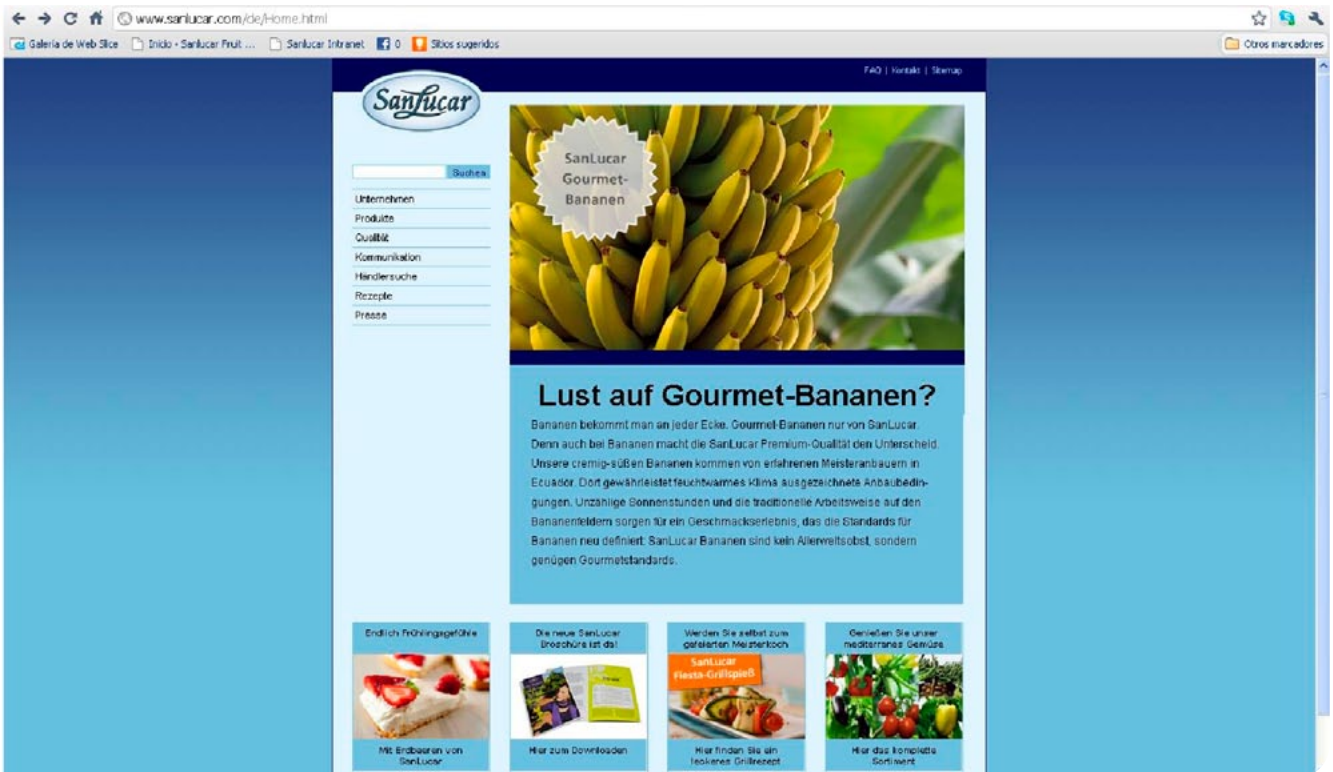 www.sanlucar.com/de/Home.html
Galería de Web Slice
Inicio - Sanlucar Fruit ...
Sanlucar Intranet
0
Sitios sugeridos
Otros marcadores
FAQ | Kontakt | Sitemap
SanLucar
Suchen
Unternehmen
Produkte
Qualität
Kommunikation
Händlersuche
Rezepte
Presse
SanLucar
Gourmet-
Bananen
Lust auf Gourmet-Bananen?
Bananen bekommt man an jeder Ecke. Gourmet-Bananen nur von SanLucar.
Denn auch bei Bananen macht die SanLucar Premium-Qualität den Unterschied.
Unsere cremig-süßen Bananen kommen von erfahrenen Meisteranbauern in
Ecuador. Dort gewährleistet feuchtwarmes Klima ausgezeichnete Anbaubedin-
gungen. Unzählige Sonnenstunden und die traditionelle Arbeitsweise auf den
Bananenfeldern sorgen für ein Geschmackserlebnis, das die Standards für
Bananen neu definiert: SanLucar Bananen sind kein Allerweltsobst, sondern
genügen Gourmetstandards.
Endlich Frühlingsgefühle
Mit Erdbeeren von
SanLucar
Die neue SanLucar
Broschüre ist da!
Hier zum Downloaden
Werden Sie selbst zum
gefeierten Meisterkoch
SanLucar
Fiesta-Grillspieß
Hier finden Sie ein
leckeres Grillrezept
Genießen Sie unser
mediterranes Gemüse
Hier das komplette
Sortiment